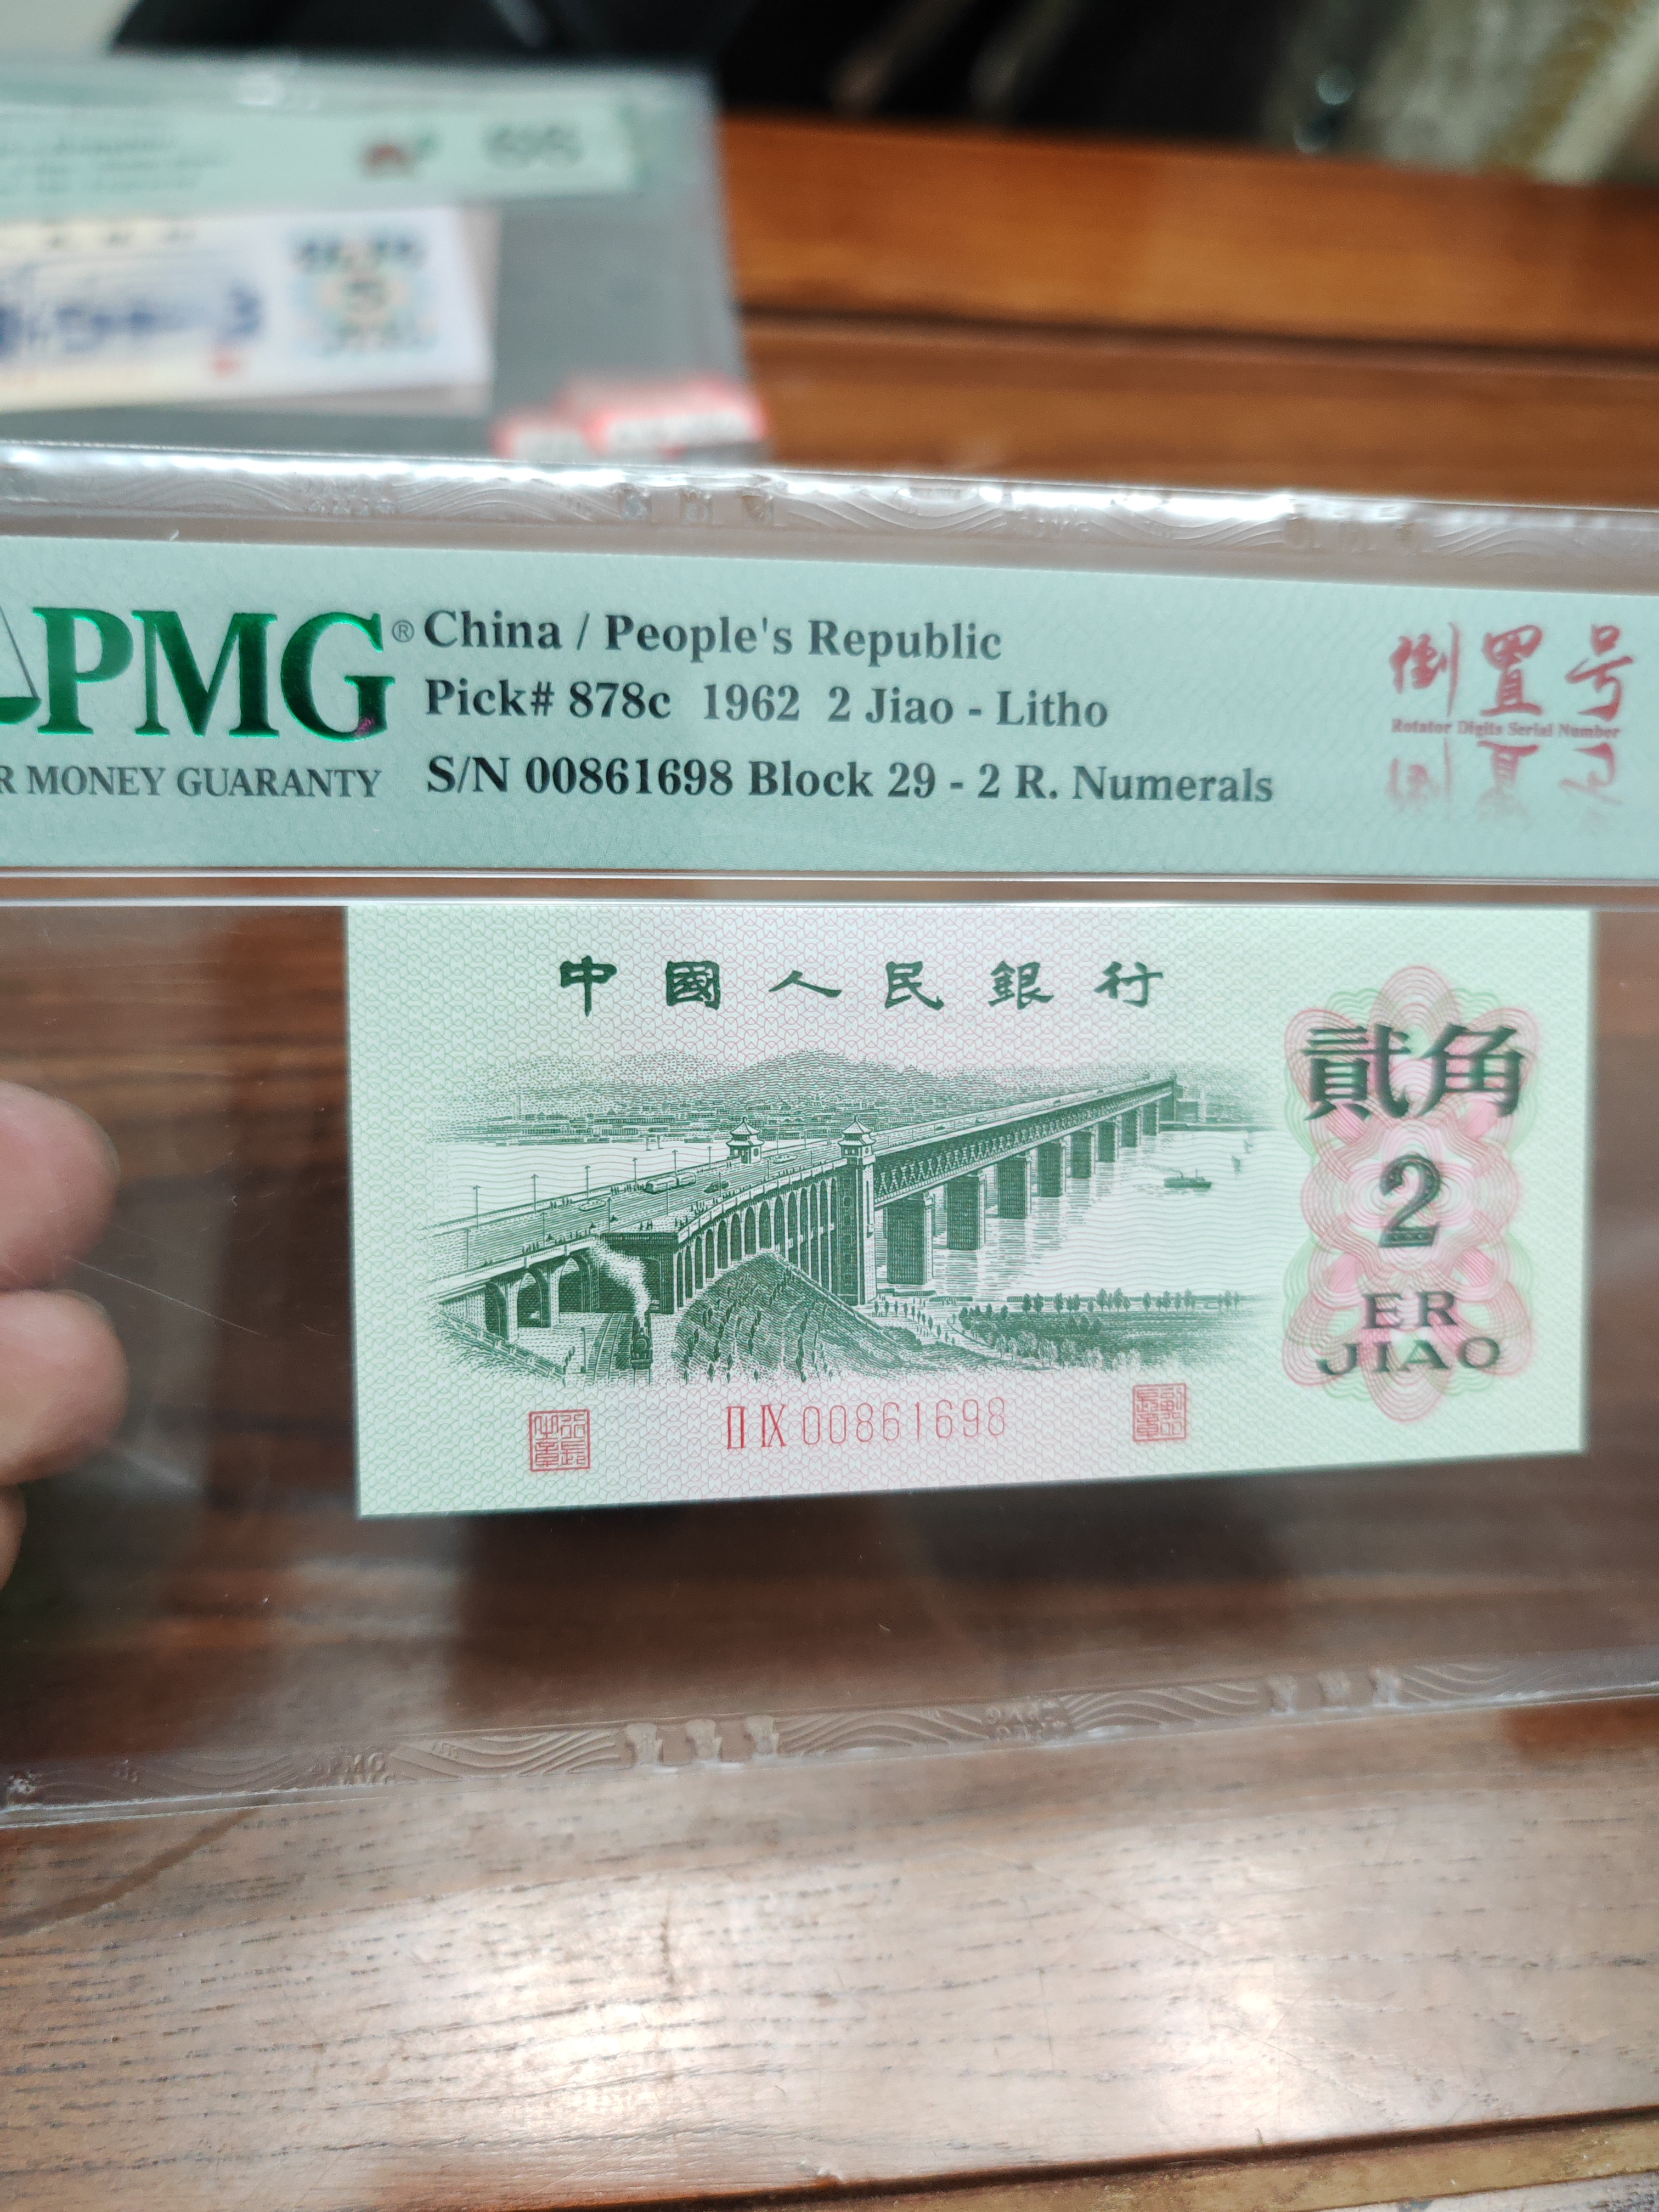 PMG®
R MONEY GUARANTY
China / People's Republic
Pick# 878c 1962 2 Jiao - Litho
S/N 00861698 Block 29 - 2 R. Numerals
倒置号
Rotator Digits Serial Number
中國人民銀行
貳角
2
ER
JIAO
II IX 00861698